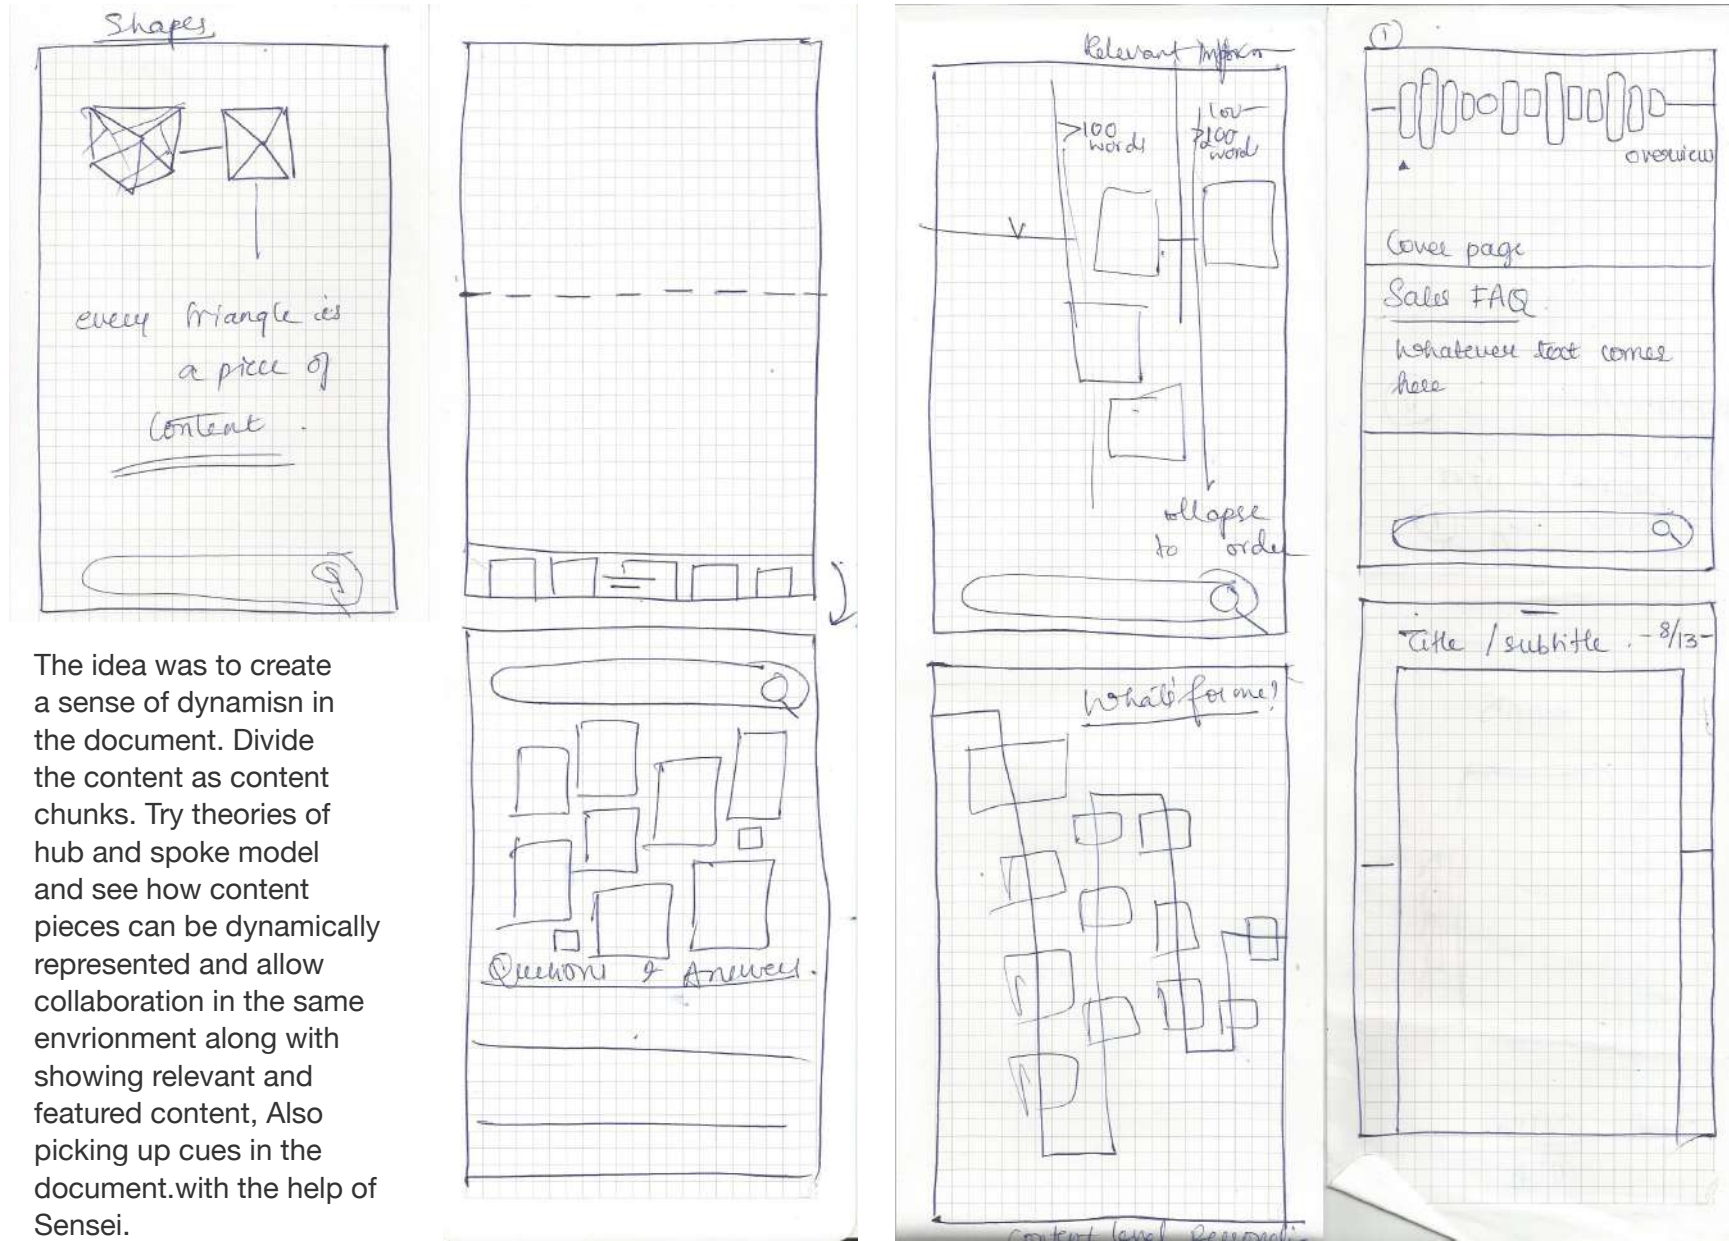 Shapes
every triangle is
a piece of
Content.
The idea was to create
a sense of dynamisn in
the document. Divide
the content as content
chunks. Try theories of
hub and spoke model
and see how content
pieces can be dynamically
represented and allow
collaboration in the same
envrionment along with
showing relevant and
featured content, Also
picking up cues in the
document.with the help of
Sensei.
Questions & Answers.
Relevant
>100
words
100
words
collapse
to order
What's for me?
Content level
1
overview
Cover page
Sales FAQ
Whatever text comes
here
Title / subtitle. -8/13-